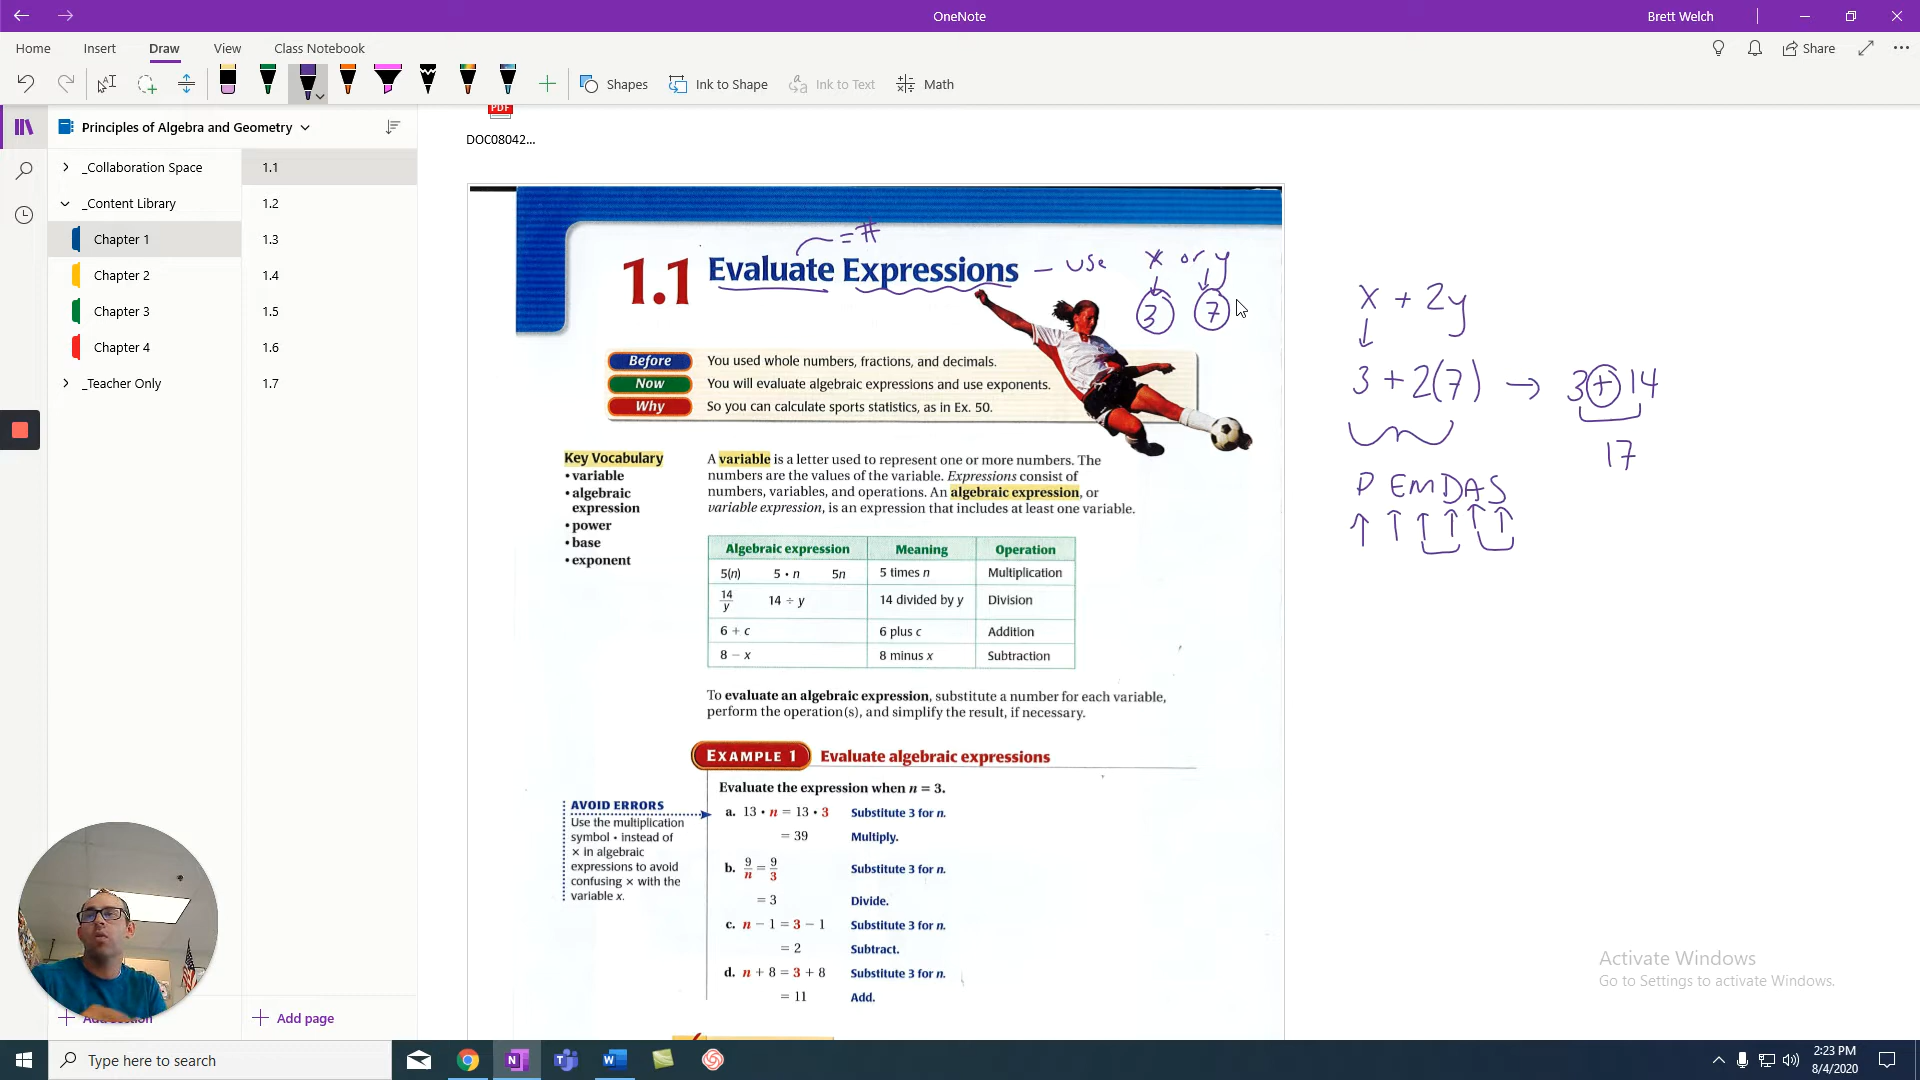 OneNote
Brett Welch
Home Insert Draw View Class Notebook
Share
Shapes
Ink to Shape
Ink to Text
Math
Principles of Algebra and Geometry
_Collaboration Space
_Content Library
Chapter 1
Chapter 2
Chapter 3
Chapter 4
_Teacher Only
1.1
1.2
1.3
1.4
1.5
1.6
1.7
Add page
PDF
DOC08042...
= #
1.1 Evaluate Expressions – use x or y
3 7
Before You used whole numbers, fractions, and decimals.
Now You will evaluate algebraic expressions and use exponents.
Why So you can calculate sports statistics, as in Ex. 50.
Key Vocabulary
• variable
• algebraic
expression
• power
• base
• exponent
A variable is a letter used to represent one or more numbers. The
numbers are the values of the variable. Expressions consist of
numbers, variables, and operations. An algebraic expression, or
variable expression, is an expression that includes at least one variable.
Algebraic expression Meaning Operation
5(n) 5 • n 5n 5 times n Multiplication
14/y 14 ÷ y 14 divided by y Division
6 + c 6 plus c Addition
8 − x 8 minus x Subtraction
To evaluate an algebraic expression, substitute a number for each variable,
perform the operation(s), and simplify the result, if necessary.
EXAMPLE 1 Evaluate algebraic expressions
Evaluate the expression when n = 3.
a. 13 • n = 13 • 3 Substitute 3 for n.
= 39 Multiply.
b. 9/n = 9/3 Substitute 3 for n.
= 3 Divide.
c. n − 1 = 3 − 1 Substitute 3 for n.
= 2 Subtract.
d. n + 8 = 3 + 8 Substitute 3 for n.
= 11 Add.
AVOID ERRORS
Use the multiplication
symbol • instead of
× in algebraic
expressions to avoid
confusing × with the
variable x.
x + 2y
3 + 2(7) → 3 + 14
17
P E M D A S
Activate Windows
Go to Settings to activate Windows.
Type here to search
2:23 PM
8/4/2020